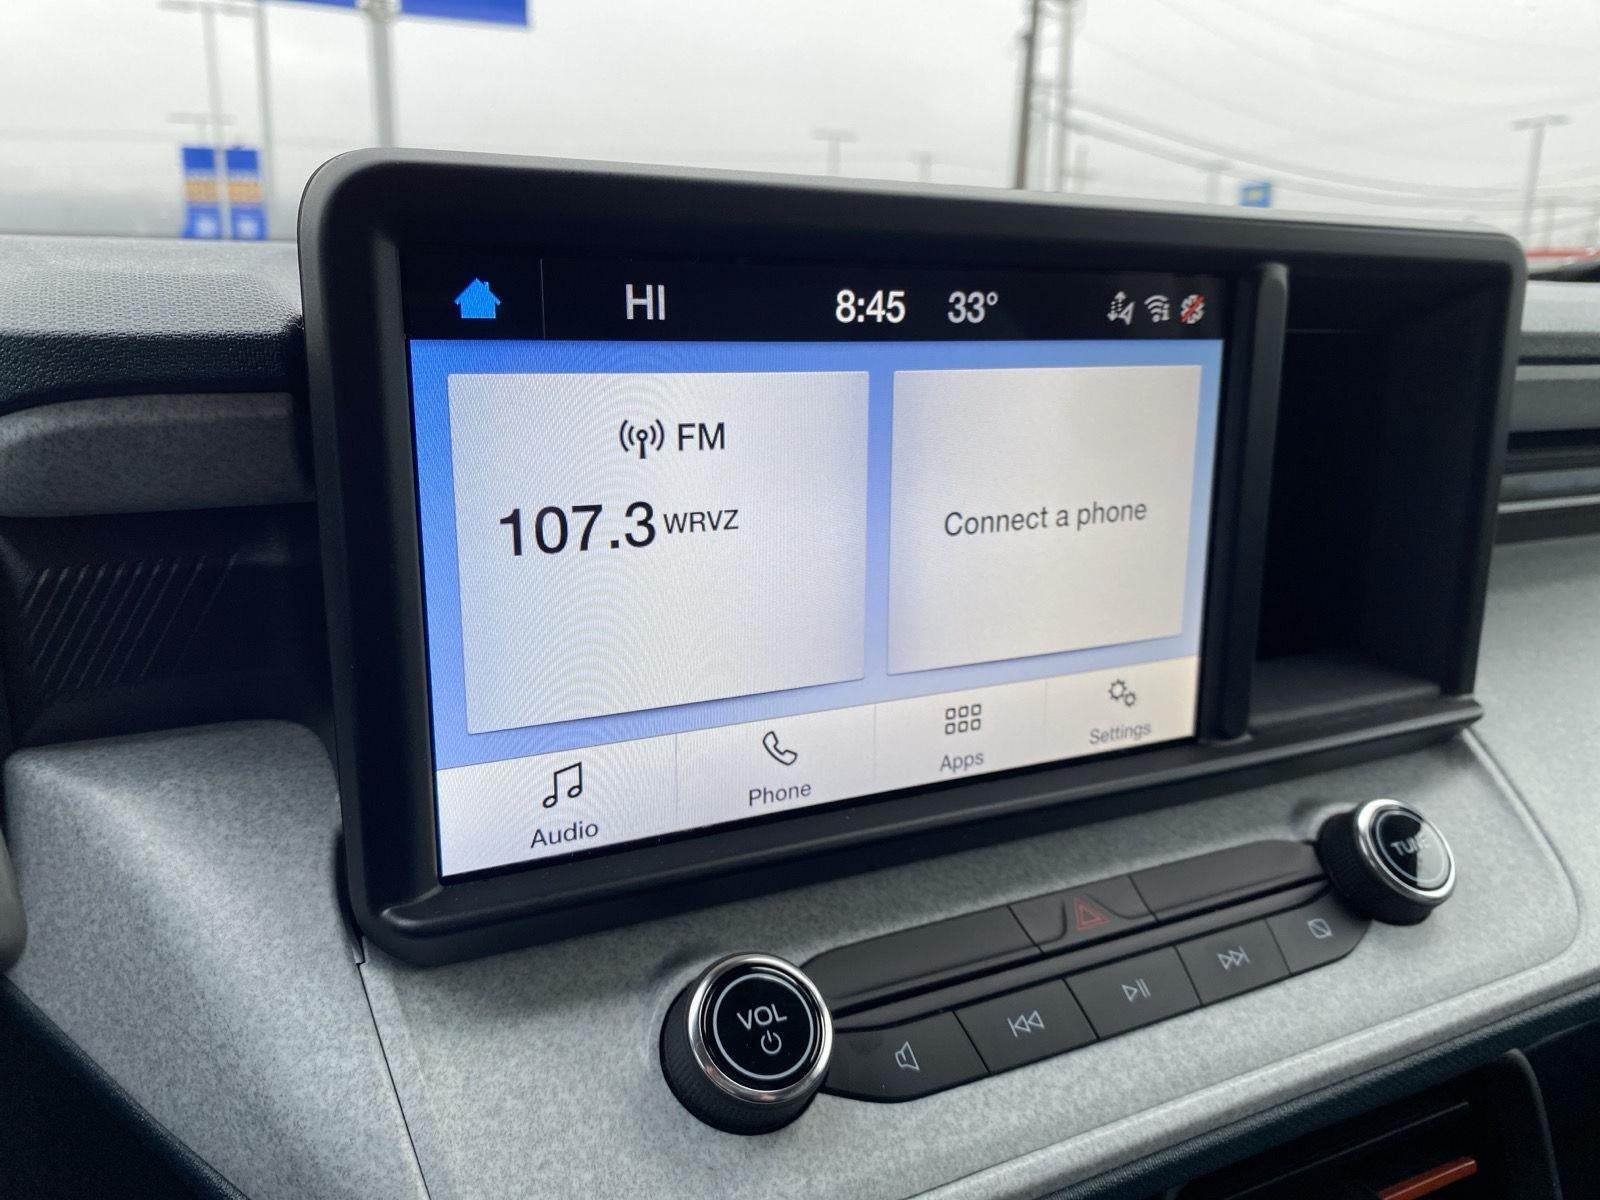 HI 8:45 33°
FM
107.3 WRVZ
Connect a phone
Audio Phone Apps Settings
VOL
TUNE